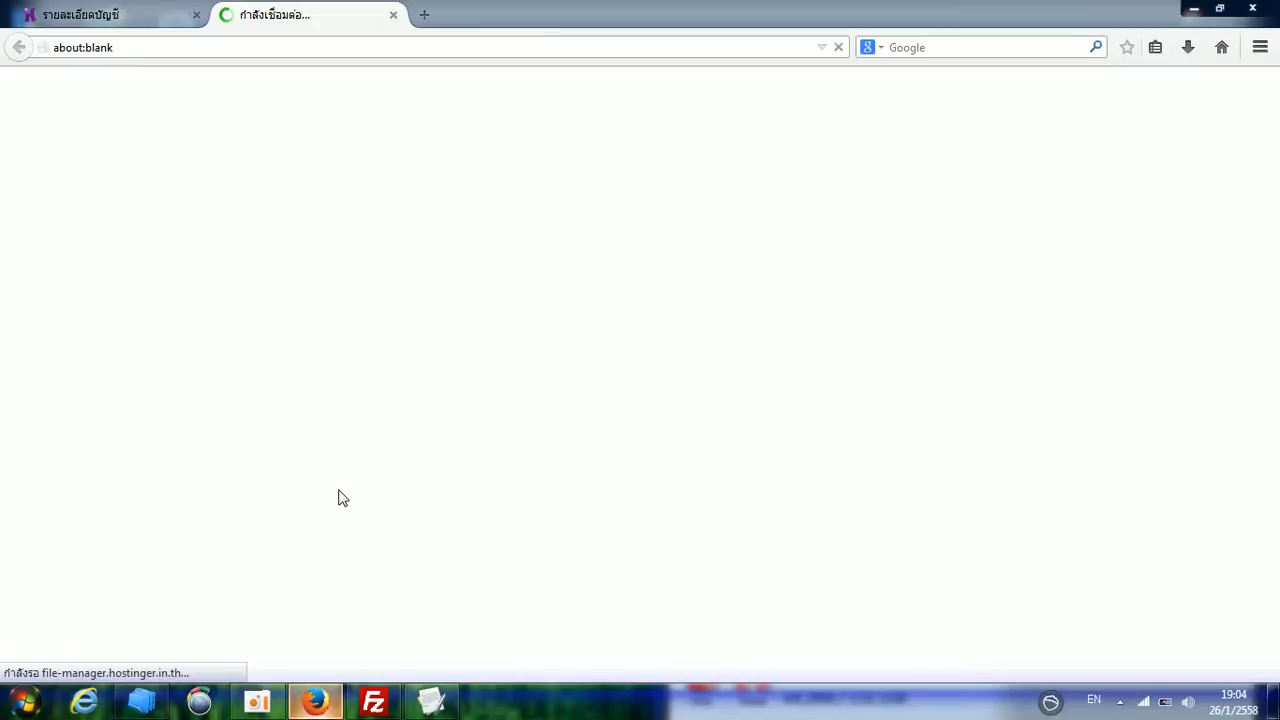 รายละเอียดบัญชี
กำลังเชื่อมต่อ...
about:blank
Google
กำลังรอ file-manager.hostinger.in.th...
EN
19:04
26/1/2558